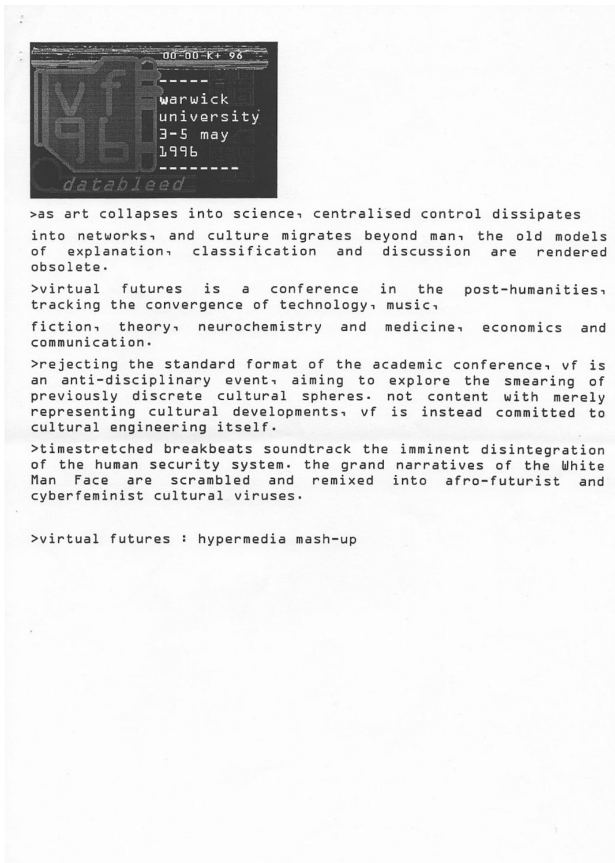 00-00-K+ 96
vf
96
-----
warwick
university
3-5 may
1996
--------
datableed
>as art collapses into science, centralised control dissipates
into networks, and culture migrates beyond man, the old models
of explanation, classification and discussion are rendered
obsolete.
>virtual futures is a conference in the post-humanities,
tracking the convergence of technology, music,
fiction, theory, neurochemistry and medicine, economics and
communication.
>rejecting the standard format of the academic conference, vf is
an anti-disciplinary event, aiming to explore the smearing of
previously discrete cultural spheres. not content with merely
representing cultural developments, vf is instead committed to
cultural engineering itself.
>timestretched breakbeats soundtrack the imminent disintegration
of the human security system. the grand narratives of the White
Man Face are scrambled and remixed into afro-futurist and
cyberfeminist cultural viruses.
>virtual futures : hypermedia mash-up